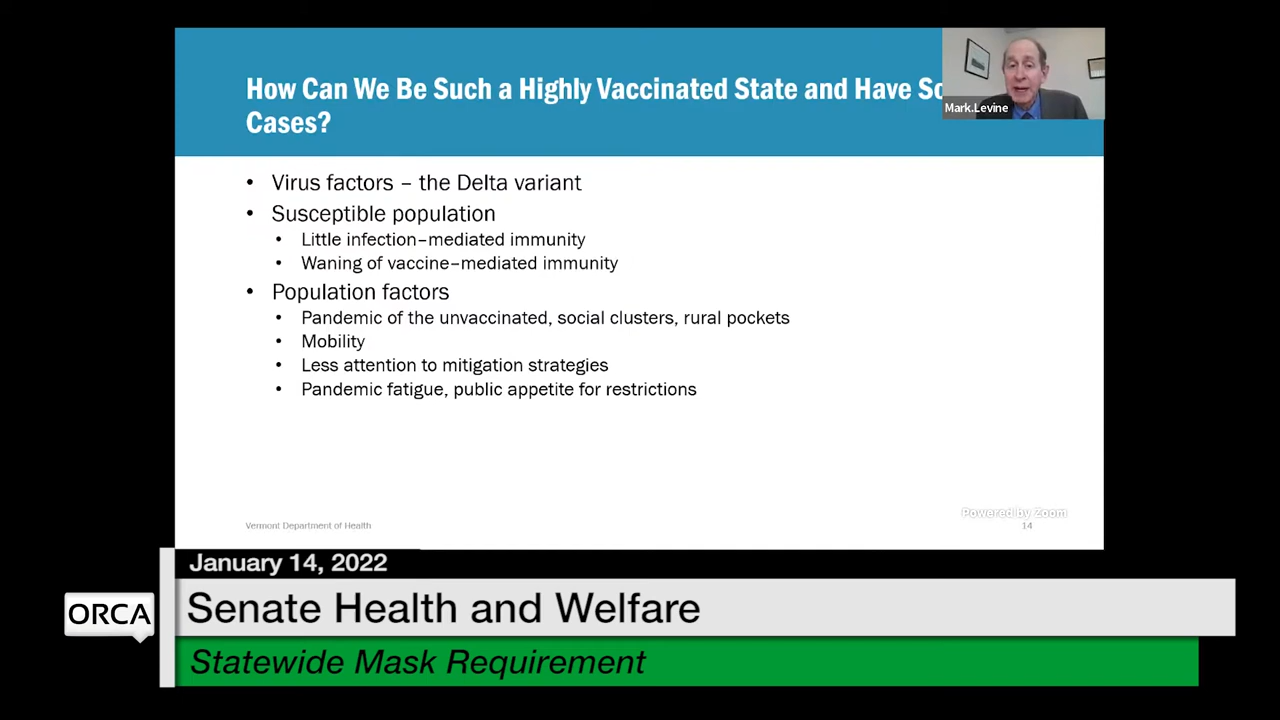 How Can We Be Such a Highly Vaccinated State and Have
Cases?
Mark.Levine
• Virus factors – the Delta variant
• Susceptible population
• Little infection–mediated immunity
• Waning of vaccine–mediated immunity
• Population factors
• Pandemic of the unvaccinated, social clusters, rural pockets
• Mobility
• Less attention to mitigation strategies
• Pandemic fatigue, public appetite for restrictions
Powered by Zoom
Vermont Department of Health
14
January 14, 2022
ORCA
Senate Health and Welfare
Statewide Mask Requirement